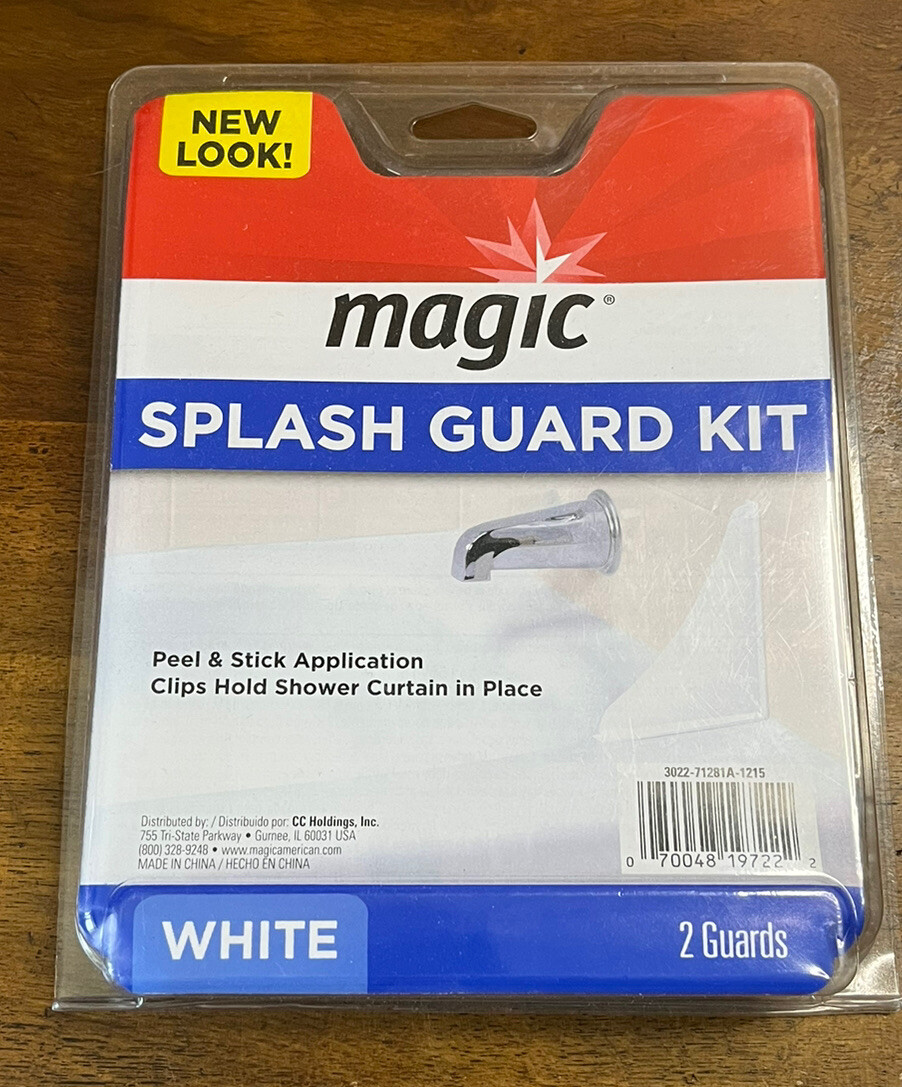 NEW
LOOK!
magic®
SPLASH GUARD KIT
Peel & Stick Application
Clips Hold Shower Curtain in Place
3022-71281A-1215
Distributed by: / Distribuido por: CC Holdings, Inc.
755 Tri-State Parkway • Gurnee, IL 60031 USA
(800) 328-9248 • www.magicamerican.com
MADE IN CHINA / HECHO EN CHINA
0 70048 19722 2
WHITE
2 Guards